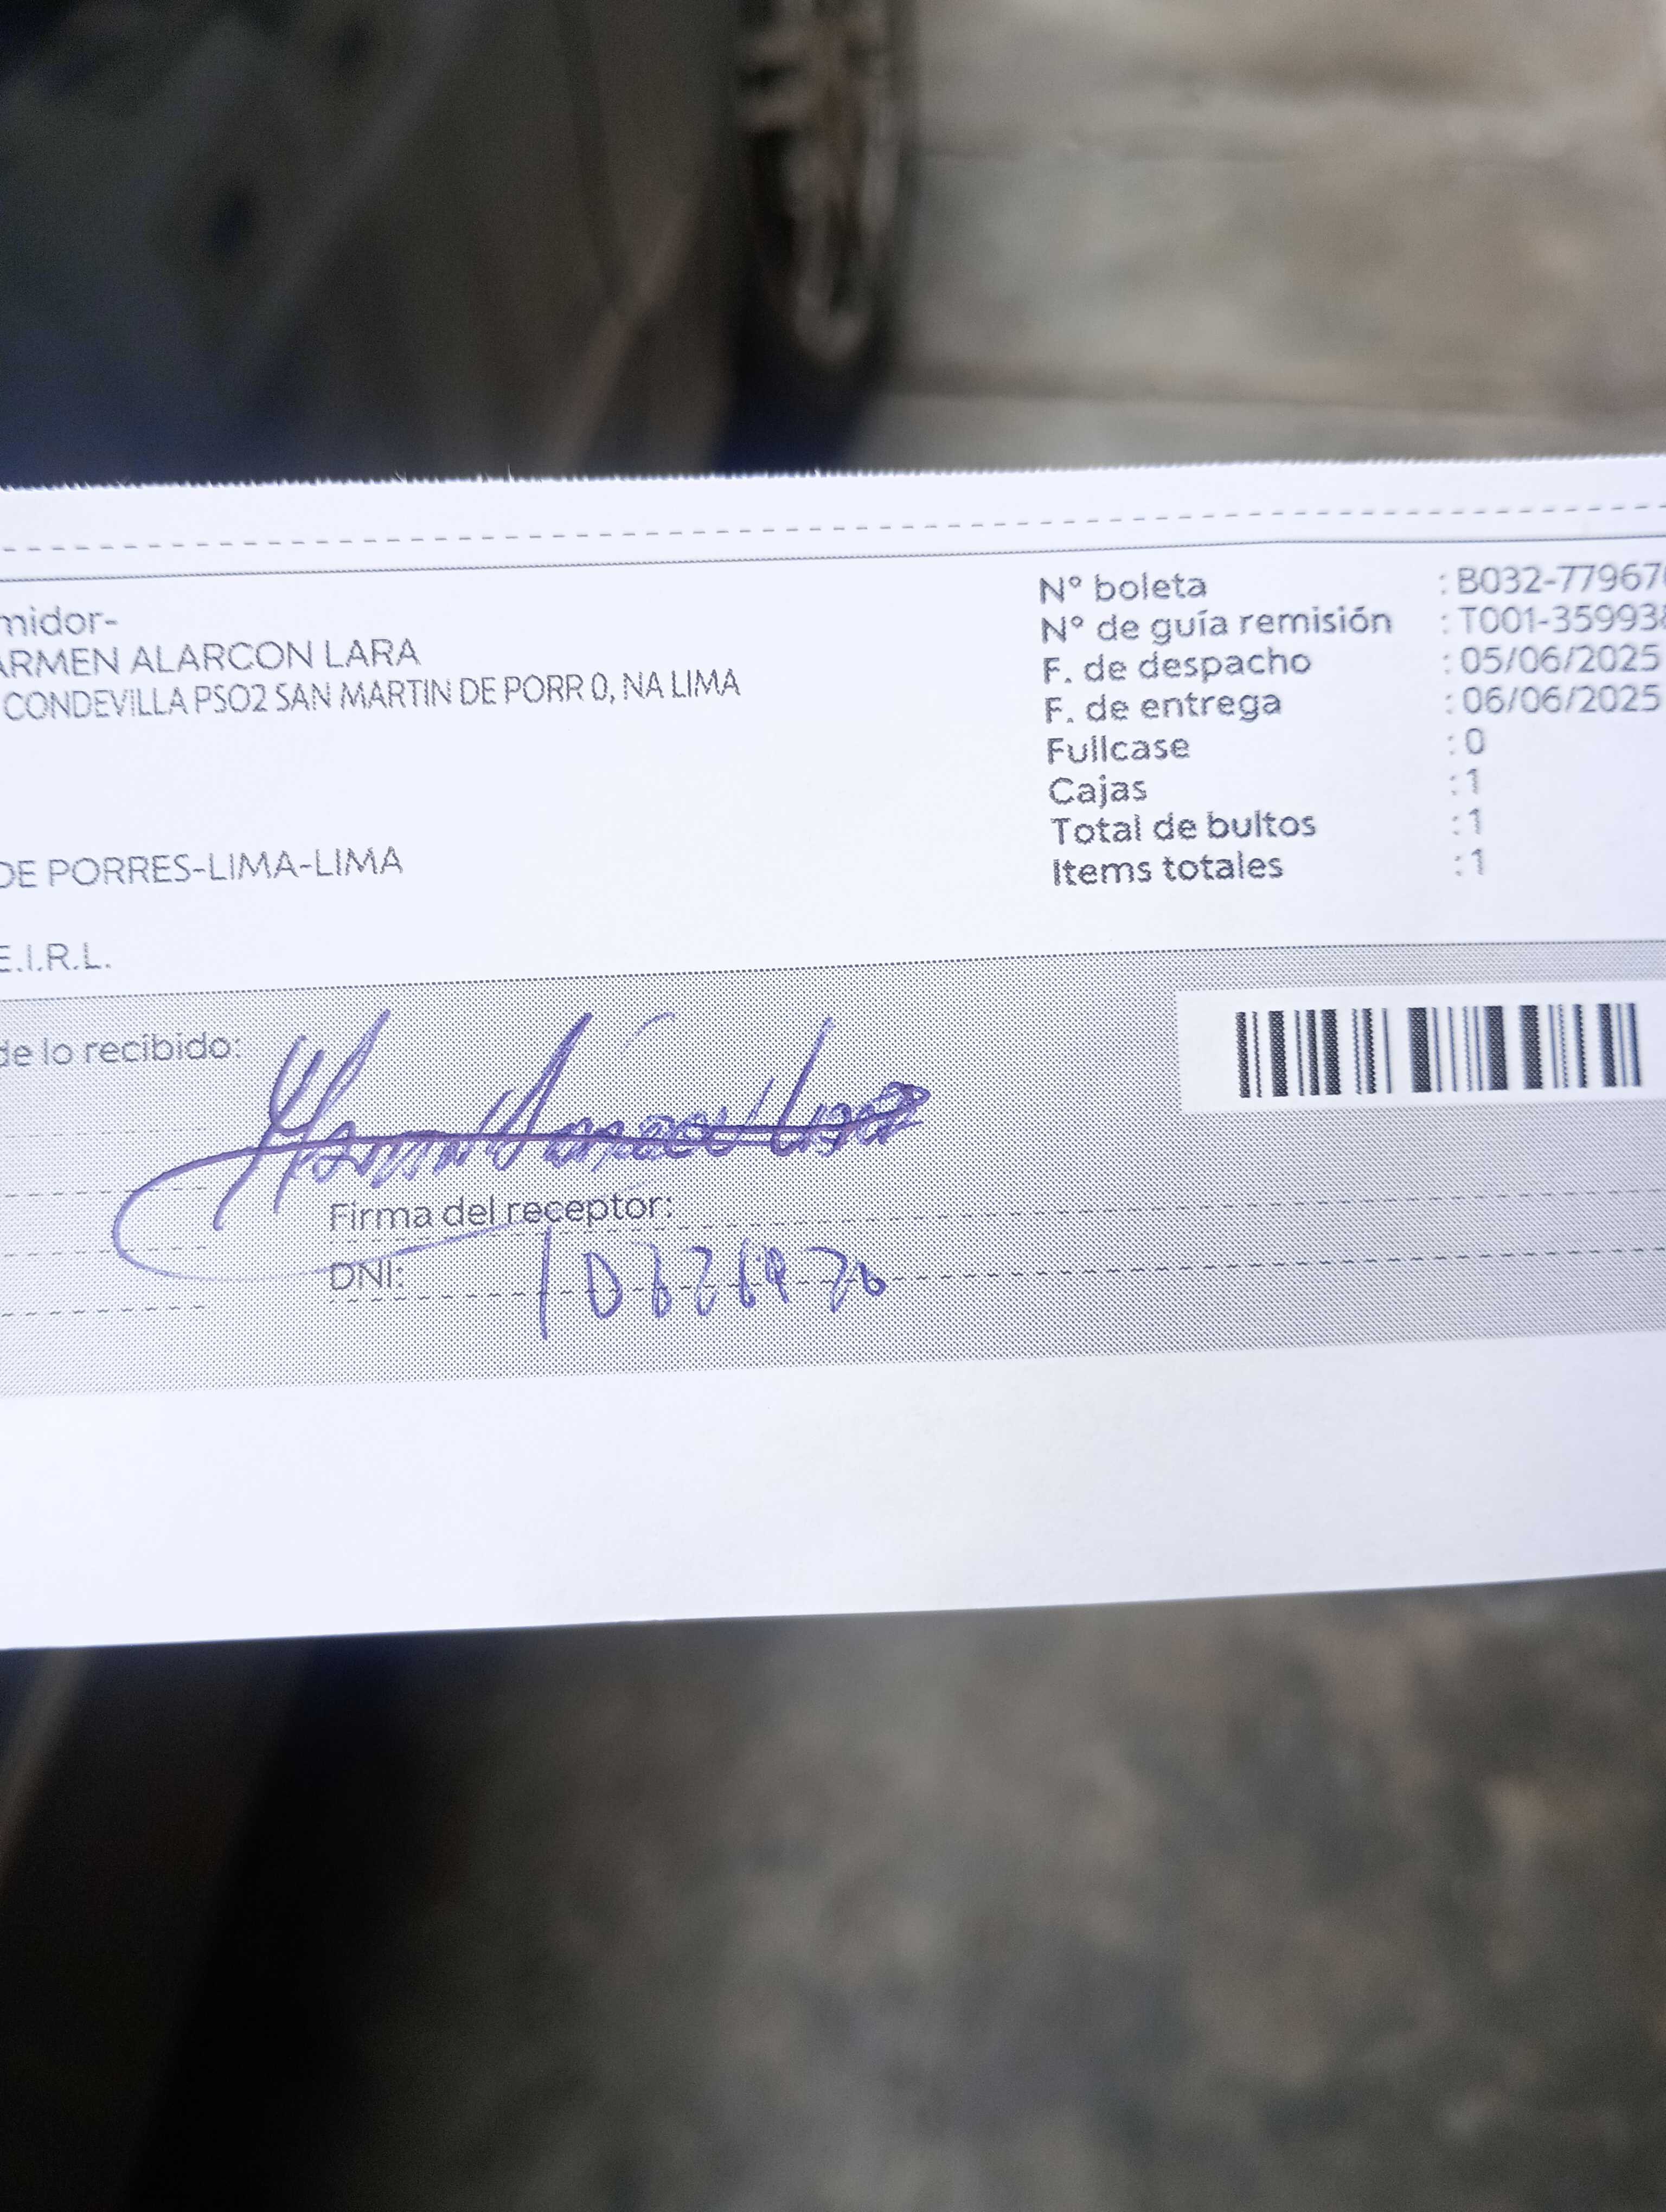 midor-
ARMEN ALARCON LARA
CONDEVILLA PSO2 SAN MARTIN DE PORR 0, NA LIMA
DE PORRES-LIMA-LIMA
E.I.R.L.
N° boleta : B032-77967
N° de guía remisión : T001-35993
F. de despacho : 05/06/2025
F. de entrega : 06/06/2025
Fullcase : 0
Cajas : 1
Total de bultos : 1
Items totales : 1
de lo recibido:
Firma del receptor:
DNI: